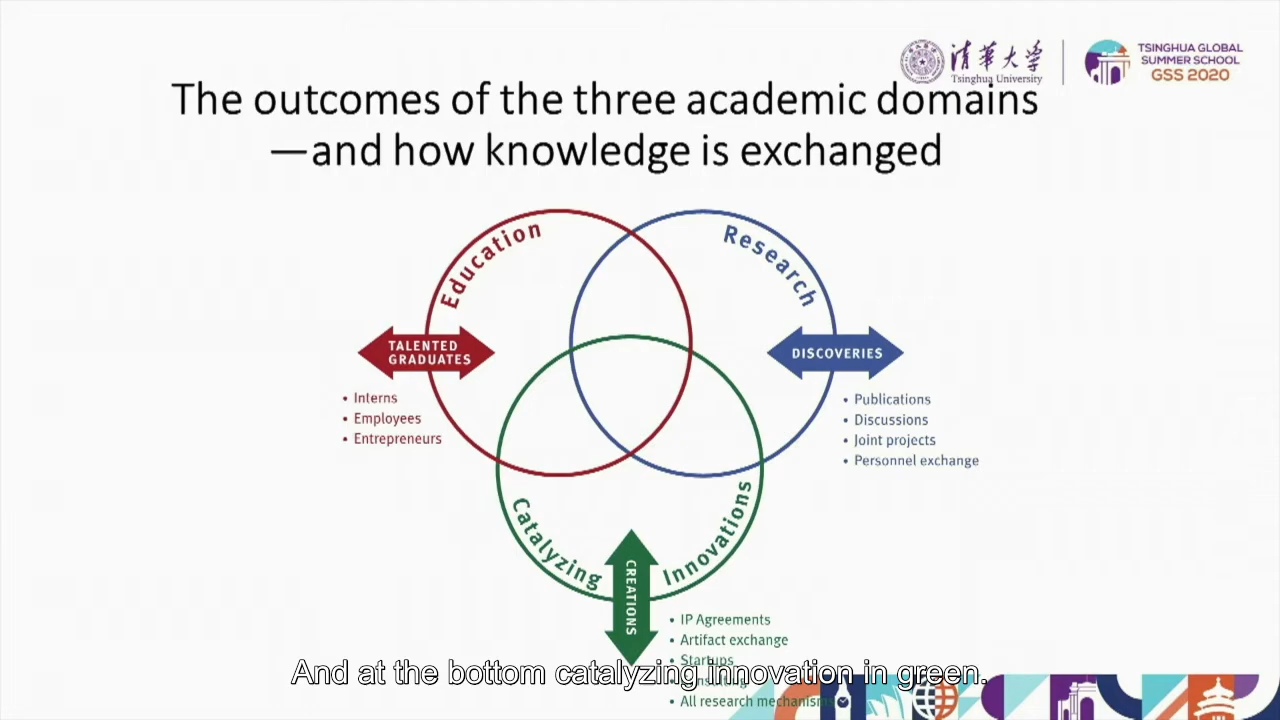 清華大学
Tsinghua University
TSINGHUA GLOBAL
SUMMER SCHOOL
GSS 2020
The outcomes of the three academic domains
—and how knowledge is exchanged
Education
Research
TALENTED
GRADUATES
DISCOVERIES
• Interns
• Employees
• Entrepreneurs
• Publications
• Discussions
• Joint projects
• Personnel exchange
Catalyzing Innovations
CREATIONS
• IP Agreements
• Artifact exchange
• Startups
And at the bottom catalyzing innovation in green.
• All research mechanisms